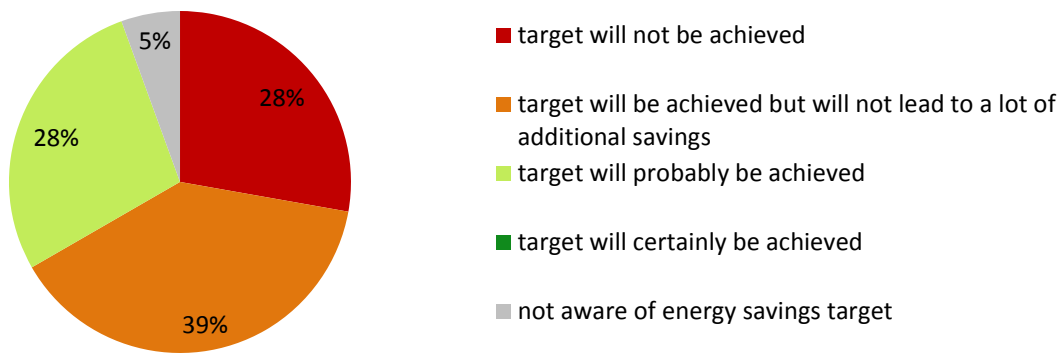 5%
28%
28%
39%
target will not be achieved
target will be achieved but will not lead to a lot of
additional savings
target will probably be achieved
target will certainly be achieved
not aware of energy savings target